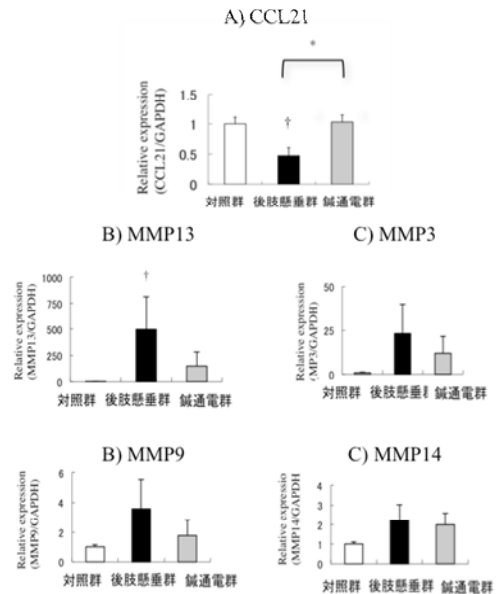 A) CCL21
*
Relative expression
(CCL21/GAPDH)
1.5
1
0.5
0
†
対照群 後肢懸垂群 鍼通電群
B) MMP13
Relative expression
(MMP13/GAPDH)
1000
750
500
250
0
†
対照群 後肢懸垂群 鍼通電群
C) MMP3
Relative expression
(MP3/GAPDH)
50
25
0
対照群 後肢懸垂群 鍼通電群
B) MMP9
Relative expression
(MMP9/GAPDH)
6
4
2
0
対照群 後肢懸垂群 鍼通電群
C) MMP14
Relative expression
(MMP14/GAPDH
4
3
2
1
0
対照群 後肢懸垂群 鍼通電群